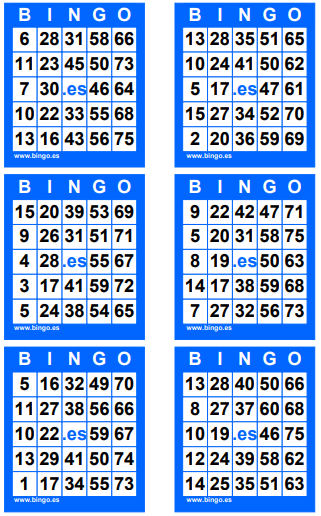 B I N G O
6 28 31 58 66
11 23 45 50 73
7 30 .es 46 64
10 22 33 55 68
13 16 43 56 75
www.bingo.es
B I N G O
13 28 35 51 65
10 24 41 50 62
5 17 .es 47 61
15 27 34 52 70
2 20 36 59 69
www.bingo.es
B I N G O
15 20 39 53 69
9 26 31 51 71
4 28 .es 55 67
3 17 41 59 72
5 24 38 54 65
www.bingo.es
B I N G O
9 22 42 47 71
5 20 31 58 75
8 19 .es 50 63
14 17 38 59 68
7 27 32 56 73
www.bingo.es
B I N G O
5 16 32 49 70
11 27 38 56 66
10 22 .es 59 67
13 29 41 50 74
1 17 34 55 73
www.bingo.es
B I N G O
13 28 40 50 66
8 27 37 60 68
10 19 .es 46 75
12 24 39 58 62
14 25 35 51 63
www.bingo.es